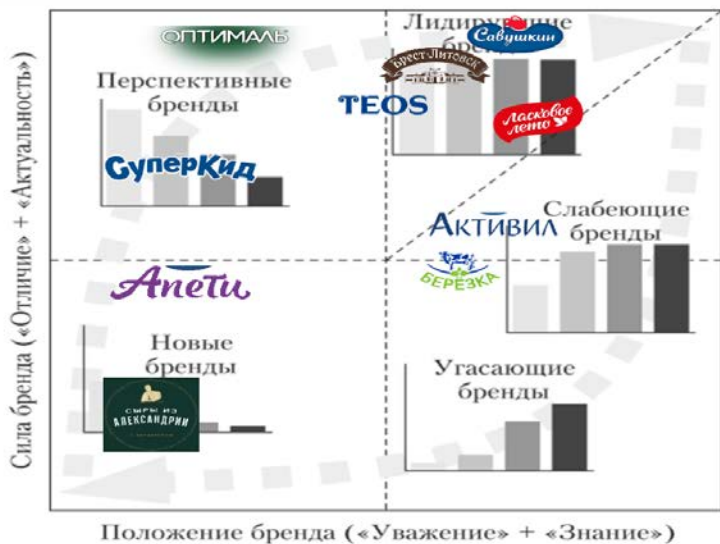 Сила бренда («Отличие» + «Актуальность»)
ОПТИМАЛЬ
Лидирующие
бренды
Савушкин
БРЕСТ-ЛИТОВСК
Перспективные
бренды
TEOS
Ласковое
лето
СуперКид
АКТИВИЛ
Слабеющие
бренды
БЕРЁЗКА
Апети
Новые
бренды
СЫРЫ ИЗ
АЛЕКСАНДРИИ
Угасающие
бренды
Положение бренда («Уважение» + «Знание»)